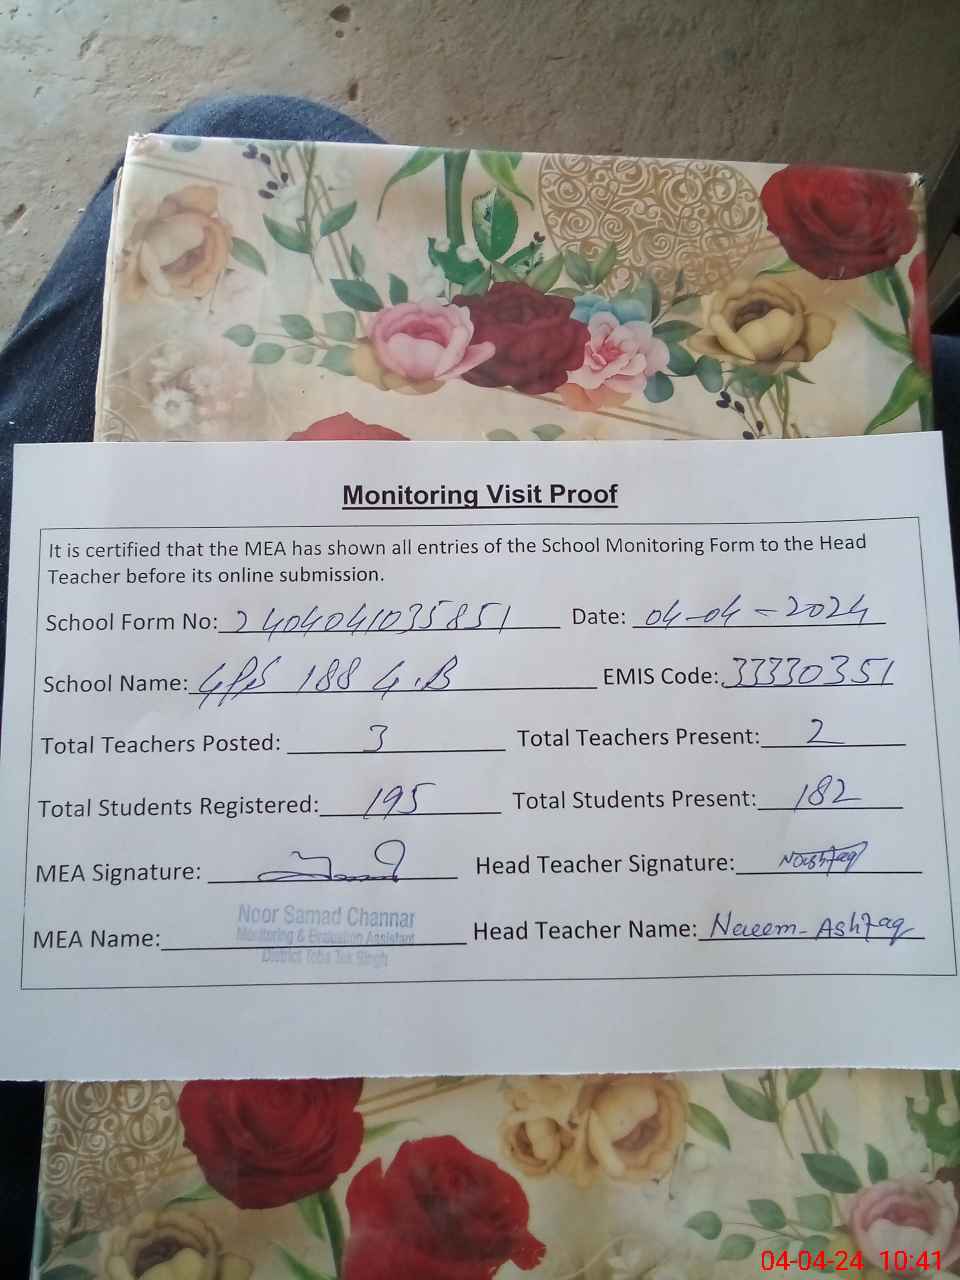 Monitoring Visit Proof
It is certified that the MEA has shown all entries of the School Monitoring Form to the Head
Teacher before its online submission.
School Form No: 2404041035851 Date: 04-04-2024
School Name: GPS 188 G.B EMIS Code: 33330351
Total Teachers Posted: 3 Total Teachers Present: 2
Total Students Registered: 195 Total Students Present: 182
MEA Signature: Head Teacher Signature:
Noor Samad Channar
MEA Name: Monitoring & Evaluation Assistant Head Teacher Name: Naeem-Ashfaq
District Toba Tek Singh
04-04-24 10:41